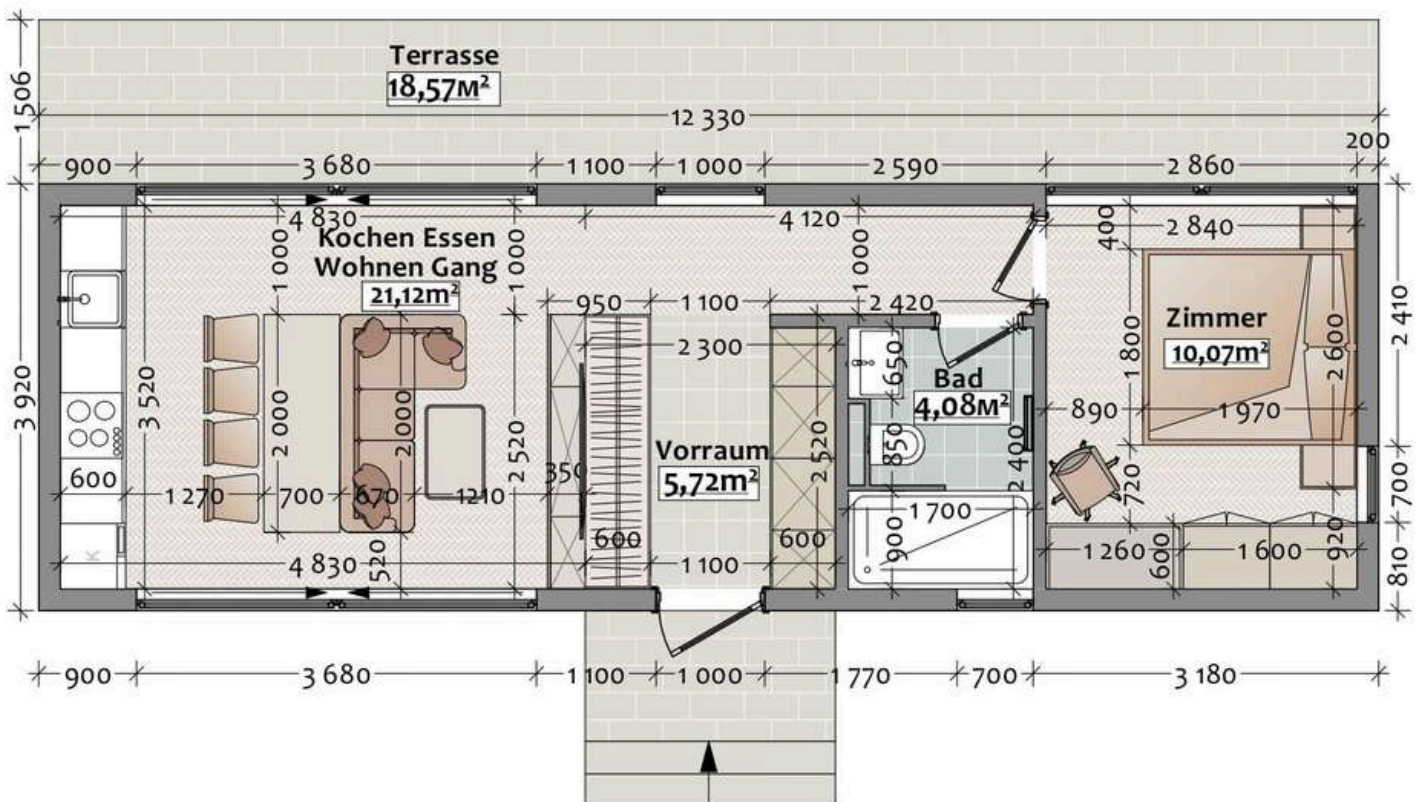 Terrasse
18,57м²
1 506
12 330
200
900 3 680 1 100 1 000 2 590 2 860
4 830 4 120
Kochen Essen
Wohnen Gang
21,12m²
1 000 1 000 1 000
400
2 840
950 1 100 2 420
2 300
Zimmer
10,07m²
2 410
3 920
3 520
1 800
2 600
650
Bad
4,08м²
890 1 970
2 000 2 000
2 520
Vorraum
5,72m²
2 520
850
2 400
350
600 1 270 700 670 1 210
720
700
1 700
K
520
600 600
900
1 260 600 1 600 920
4 830 1 100
810
900 3 680 1 100 1 000 1 770 700 3 180